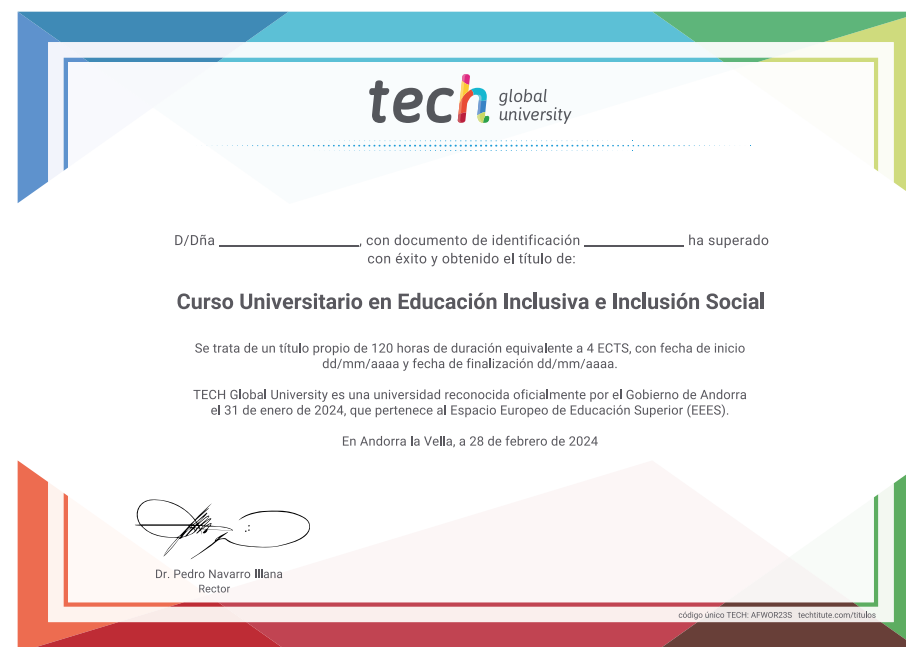 tech global university
D/Dña ____________________, con documento de identificación ______________ ha superado
con éxito y obtenido el título de:
Curso Universitario en Educación Inclusiva e Inclusión Social
Se trata de un título propio de 120 horas de duración equivalente a 4 ECTS, con fecha de inicio
dd/mm/aaaa y fecha de finalización dd/mm/aaaa.
TECH Global University es una universidad reconocida oficialmente por el Gobierno de Andorra
el 31 de enero de 2024, que pertenece al Espacio Europeo de Educación Superior (EEES).
En Andorra la Vella, a 28 de febrero de 2024
Dr. Pedro Navarro Illana
Rector
código único TECH: AFWOR23S techtitute.com/titulos